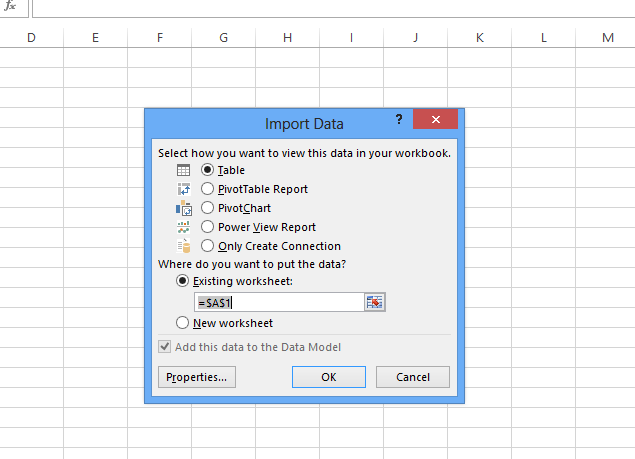 fx
D E F G H I J K L M
Import Data
?
Select how you want to view this data in your workbook.
Table
PivotTable Report
PivotChart
Power View Report
Only Create Connection
Where do you want to put the data?
Existing worksheet:
=$A$1
New worksheet
Add this data to the Data Model
Properties... OK Cancel